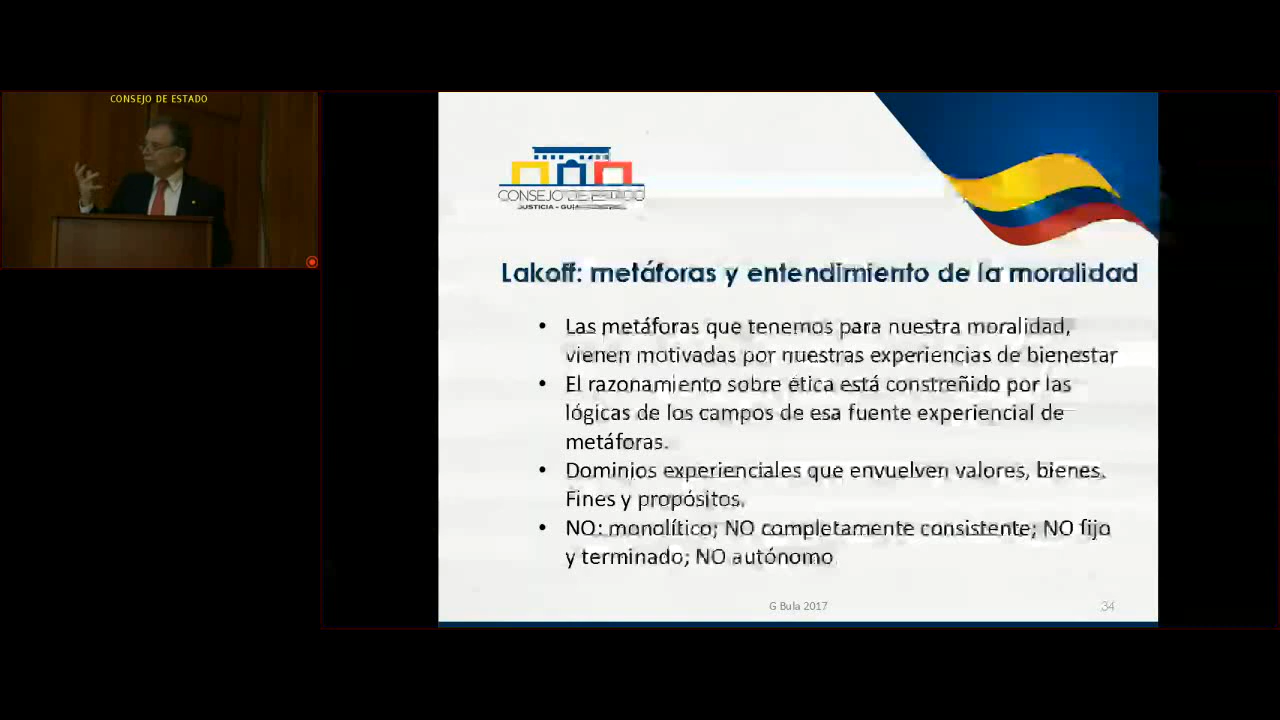 CONSEJO DE ESTADO
CONSEJO DE ESTADO
JUSTICIA -
Lakoff: metáforas y entendimiento de la moralidad
• Las metáforas que tenemos para nuestra moralidad,
vienen motivadas por nuestras experiencias de bienestar
• El razonamiento sobre ética está constreñido por las
lógicas de los campos de esa fuente experiencial de
metáforas.
• Dominios experienciales que envuelven valores, bienes.
Fines y propósitos.
• NO: monolítico; NO completamente consistente; NO fijo
y terminado; NO autónomo
G Bula 2017
34